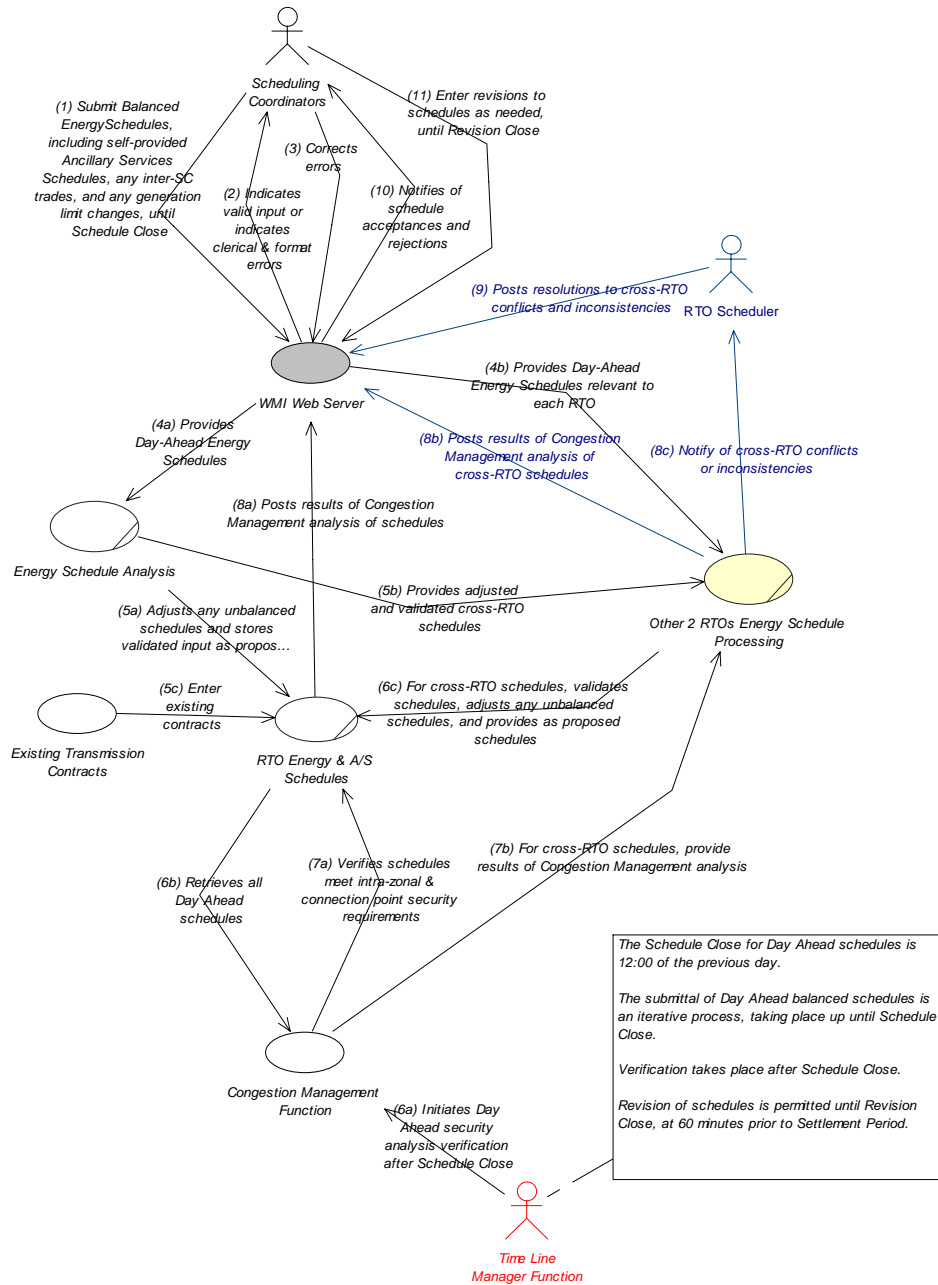 Scheduling
Coordinators
(1) Submit Balanced
EnergySchedules,
including self-provided
Ancillary Services
Schedules, any inter-SC
trades, and any generation
limit changes, until
Schedule Close
(2) Indicates
valid input or
indicates
clerical & format
errors
(3) Corrects
errors
(10) Notifies of
schedule
acceptances and
rejections
(11) Enter revisions to
schedules as needed,
until Revision Close
(9) Posts resolutions to cross-RTO
conflicts and inconsistencies
RTO Scheduler
WMI Web Server
(4b) Provides Day-Ahead
Energy Schedules relevant to
each RTO
(4a) Provides
Day-Ahead Energy
Schedules
(8b) Posts results of Congestion
Management analysis of
cross-RTO schedules
(8c) Notify of cross-RTO conflicts
or inconsistencies
(8a) Posts results of Congestion
Management analysis of schedules
Energy Schedule Analysis
(5b) Provides adjusted
and validated cross-RTO
schedules
Other 2 RTOs Energy Schedule
Processing
(5a) Adjusts any unbalanced
schedules and stores
validated input as propos…
(5c) Enter
existing
contracts
(6c) For cross-RTO schedules, validates
schedules, adjusts any unbalanced
schedules, and provides as proposed
schedules
Existing Transmission
Contracts
RTO Energy & A/S
Schedules
(6b) Retrieves all
Day Ahead
schedules
(7a) Verifies schedules
meet intra-zonal &
connection point security
requirements
(7b) For cross-RTO schedules, provide
results of Congestion Management analysis
Congestion Management
Function
(6a) Initiates Day
Ahead security
analysis verification
after Schedule Close
The Schedule Close for Day Ahead schedules is
12:00 of the previous day.
The submittal of Day Ahead balanced schedules is
an iterative process, taking place up until Schedule
Close.
Verification takes place after Schedule Close.
Revision of schedules is permitted until Revision
Close, at 60 minutes prior to Settlement Period.
Time Line
Manager Function